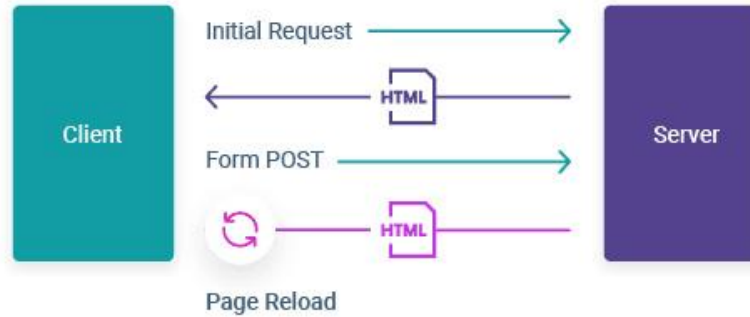 Initial Request
HTML
Client
Server
Form POST
HTML
Page Reload